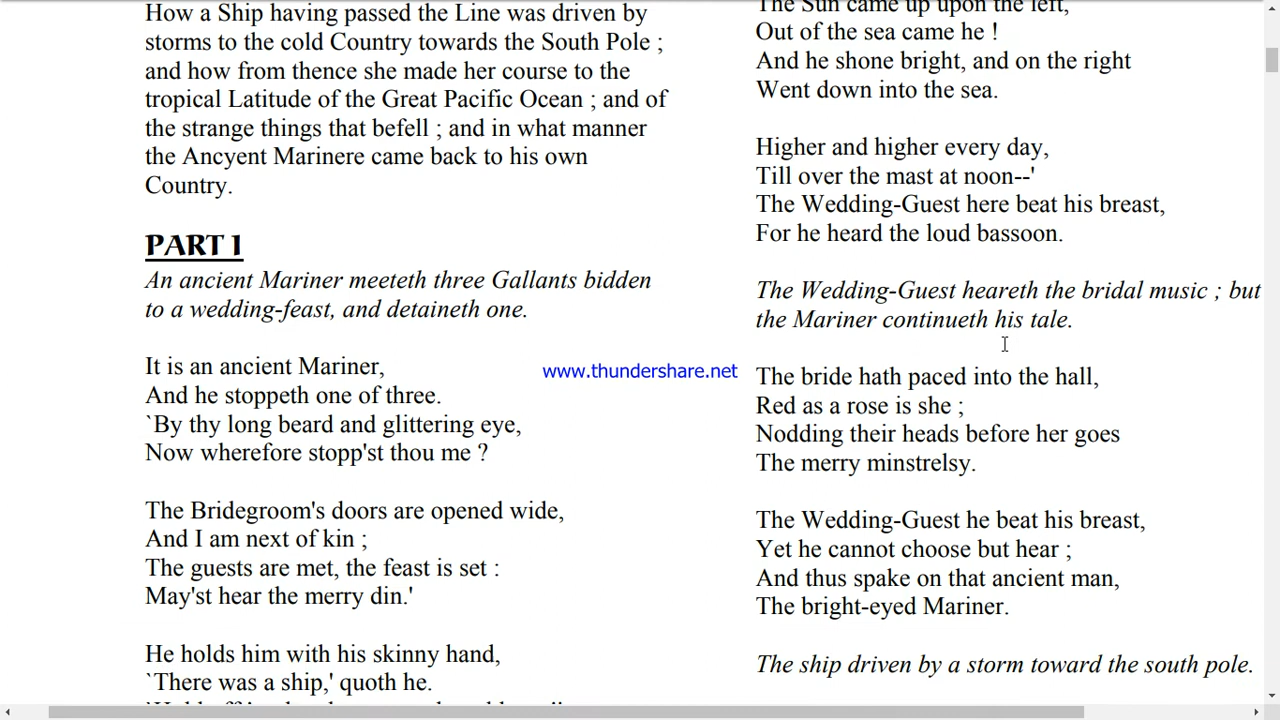 How a Ship having passed the Line was driven by
storms to the cold Country towards the South Pole ;
and how from thence she made her course to the
tropical Latitude of the Great Pacific Ocean ; and of
the strange things that befell ; and in what manner
the Ancyent Marinere came back to his own
Country.

PART 1
An ancient Mariner meeteth three Gallants bidden
to a wedding-feast, and detaineth one.

It is an ancient Mariner,
And he stoppeth one of three.
`By thy long beard and glittering eye,
Now wherefore stopp'st thou me ?

The Bridegroom's doors are opened wide,
And I am next of kin ;
The guests are met, the feast is set :
May'st hear the merry din.'

He holds him with his skinny hand,
`There was a ship,' quoth he.

www.thundershare.net

The Sun came up upon the left,
Out of the sea came he !
And he shone bright, and on the right
Went down into the sea.

Higher and higher every day,
Till over the mast at noon--'
The Wedding-Guest here beat his breast,
For he heard the loud bassoon.

The Wedding-Guest heareth the bridal music ; but
the Mariner continueth his tale.

The bride hath paced into the hall,
Red as a rose is she ;
Nodding their heads before her goes
The merry minstrelsy.

The Wedding-Guest he beat his breast,
Yet he cannot choose but hear ;
And thus spake on that ancient man,
The bright-eyed Mariner.

The ship driven by a storm toward the south pole.